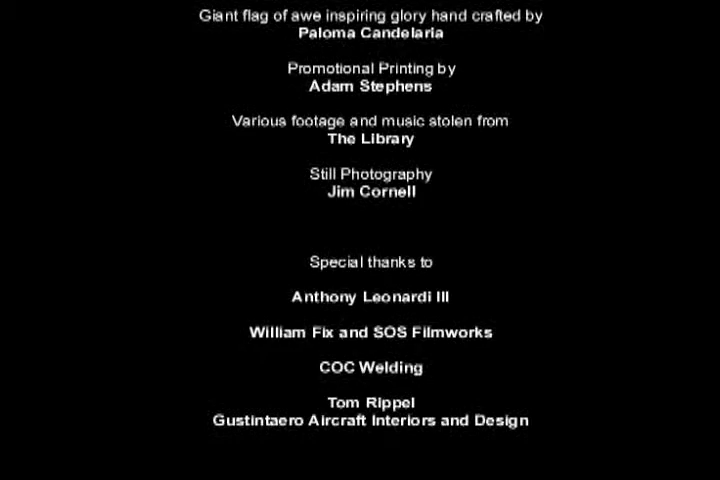 Giant flag of awe inspiring glory hand crafted by
Paloma Candelaria
Promotional Printing by
Adam Stephens
Various footage and music stolen from
The Library
Still Photography
Jim Cornell
Special thanks to
Anthony Leonardi III
William Fix and SOS Filmworks
COC Welding
Tom Rippel
Gustintaero Aircraft Interiors and Design